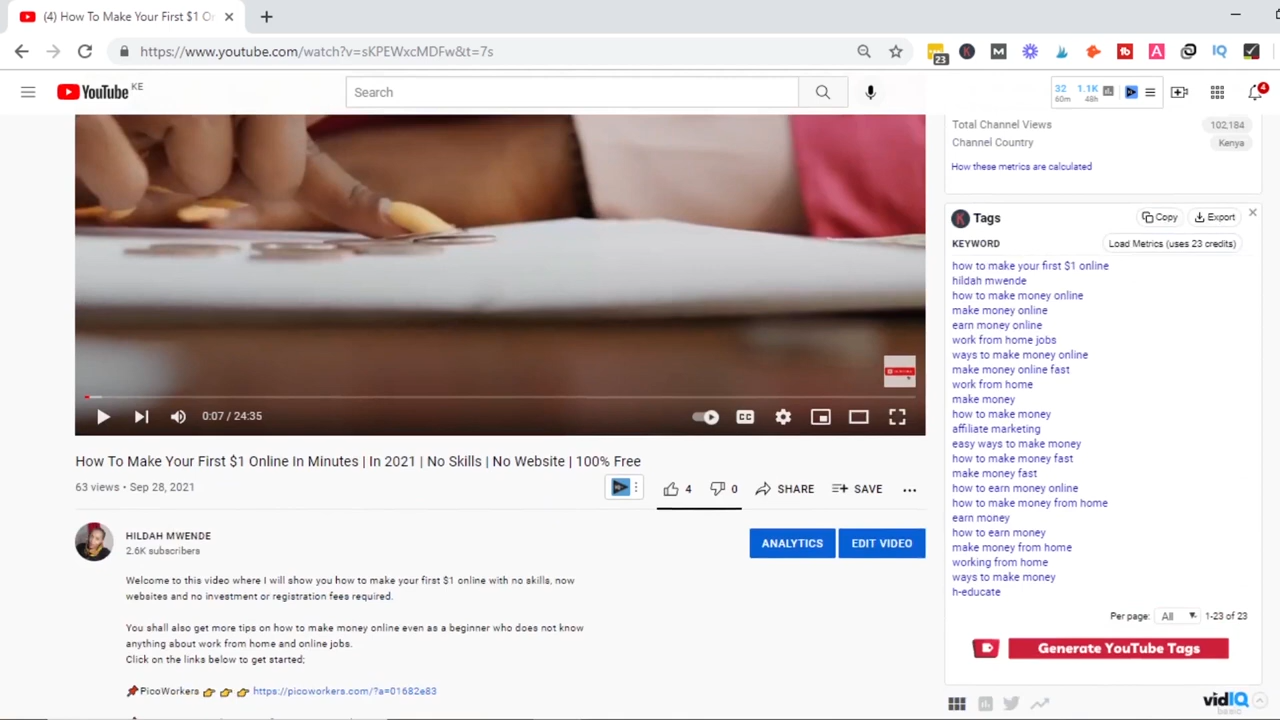 (4) How To Make Your First $1 O
https://www.youtube.com/watch?v=sKPEWxcMDFw&t=7s
23
YouTube KE
Search
32 1.1K
60m 48h
4
Total Channel Views 102,184
Channel Country Kenya
How these metrics are calculated
Tags
Copy
Export
KEYWORD
Load Metrics (uses 23 credits)
how to make your first $1 online
hildah mwende
how to make money online
make money online
earn money online
work from home jobs
ways to make money online
make money online fast
work from home
make money
how to make money
affiliate marketing
easy ways to make money
how to make money fast
make money fast
how to earn money online
how to make money from home
earn money
how to earn money
make money from home
working from home
ways to make money
h-educate
Per page: All 1-23 of 23
Generate YouTube Tags
vidIQ
basic
0:07 / 24:35
CC
How To Make Your First $1 Online In Minutes | In 2021 | No Skills | No Website | 100% Free
63 views • Sep 28, 2021
4
0
SHARE
SAVE
HILDAH MWENDE
2.6K subscribers
ANALYTICS
EDIT VIDEO
Welcome to this video where I will show you how to make your first $1 online with no skills, now
websites and no investment or registration fees required.
You shall also get more tips on how to make money online even as a beginner who does not know
anything about work from home and online jobs.
Click on the links below to get started;
📌PicoWorkers 👉 👉 👉 https://picoworkers.com/?a=01682e83